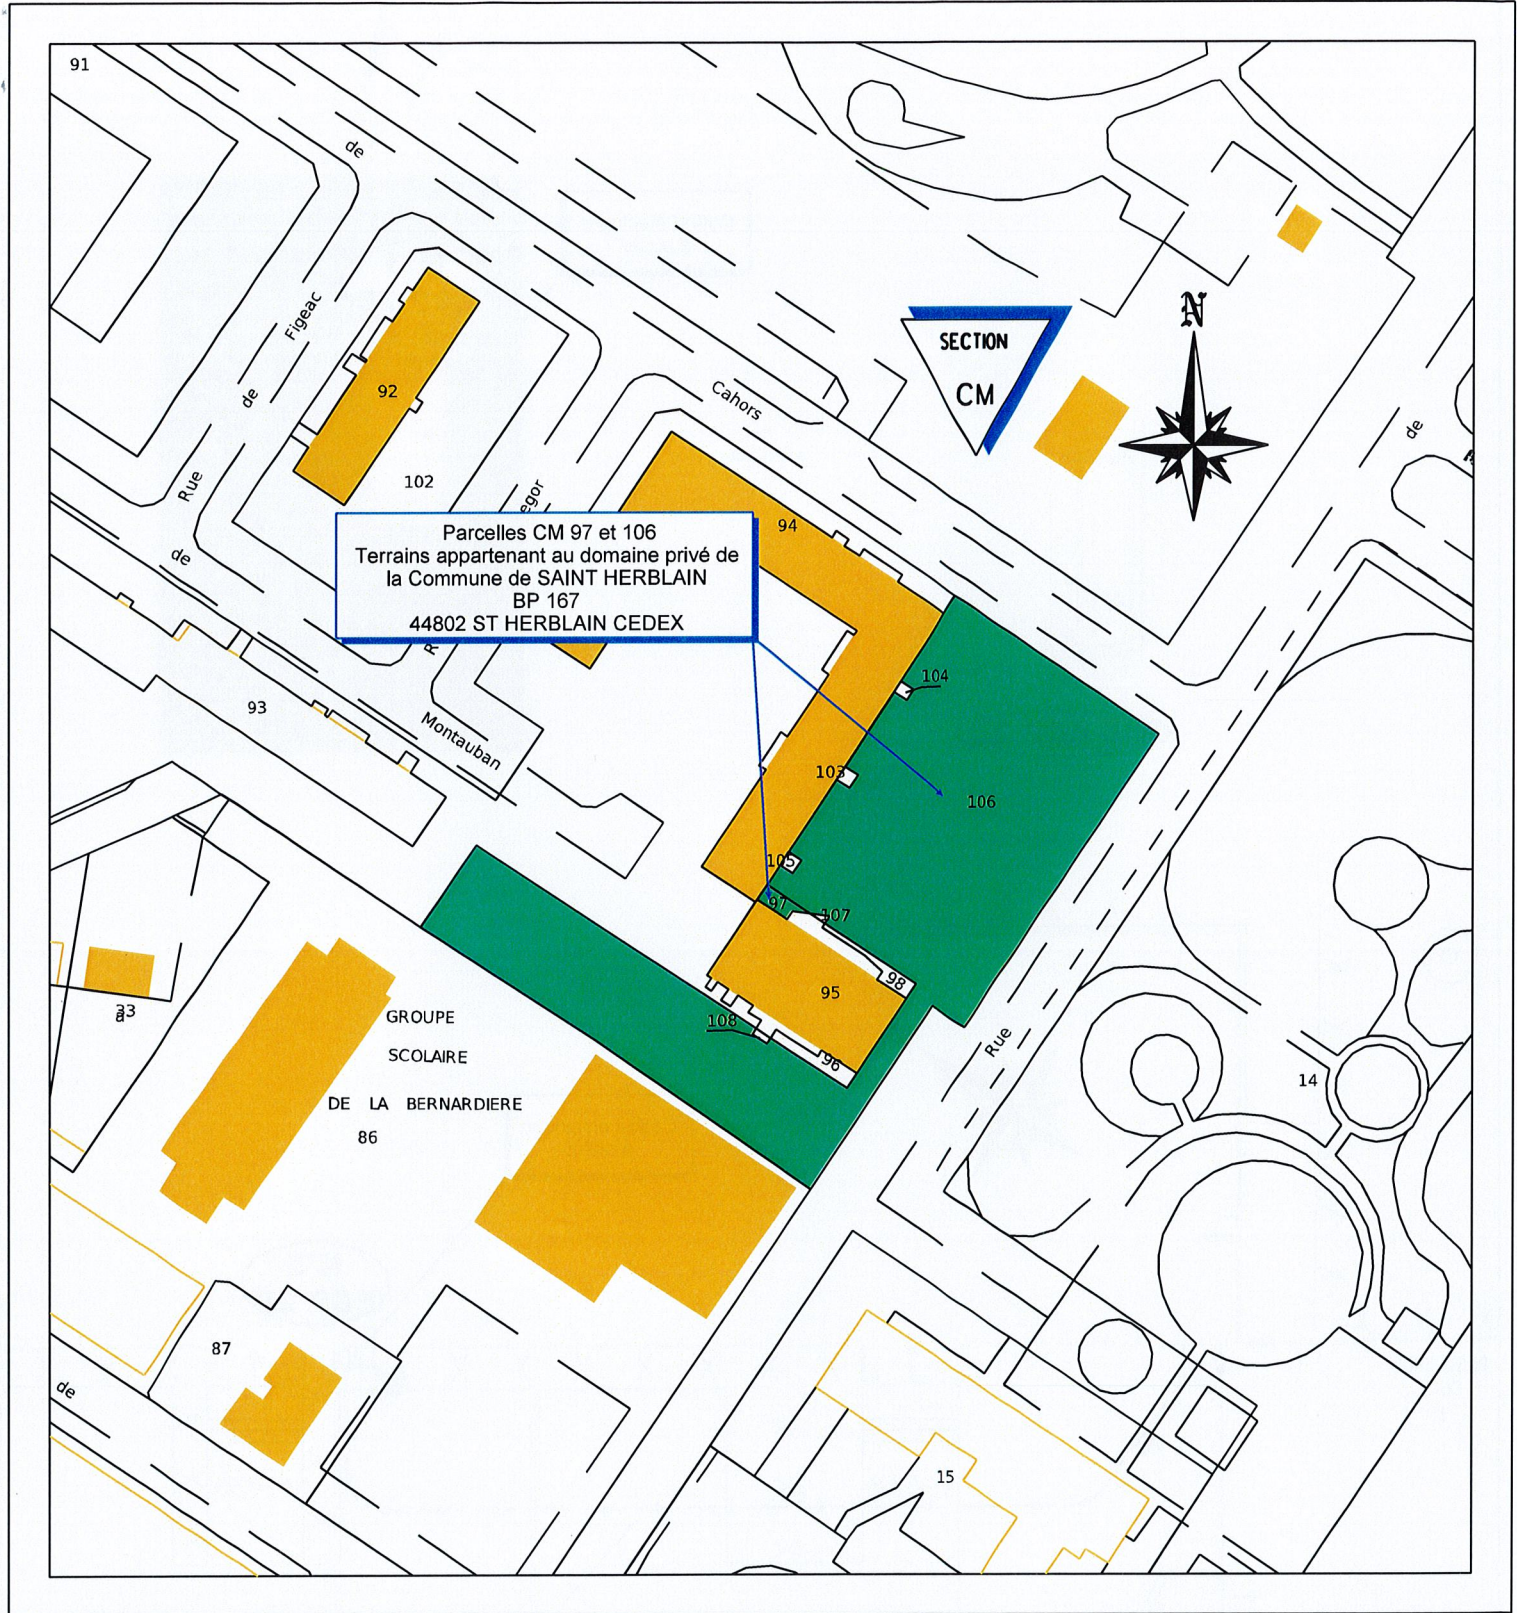 91
de
Figeac
de
Rue
92
102
egor
Cahors
SECTION
CM
N
de
94
Parcelles CM 97 et 106
Terrains appartenant au domaine privé de
la Commune de SAINT HERBLAIN
BP 167
44802 ST HERBLAIN CEDEX
de
R
93
Montauban
104
103
106
105
97
107
98
95
108
96
33
GROUPE
SCOLAIRE
DE LA BERNARDIERE
86
Rue
14
87
de
15